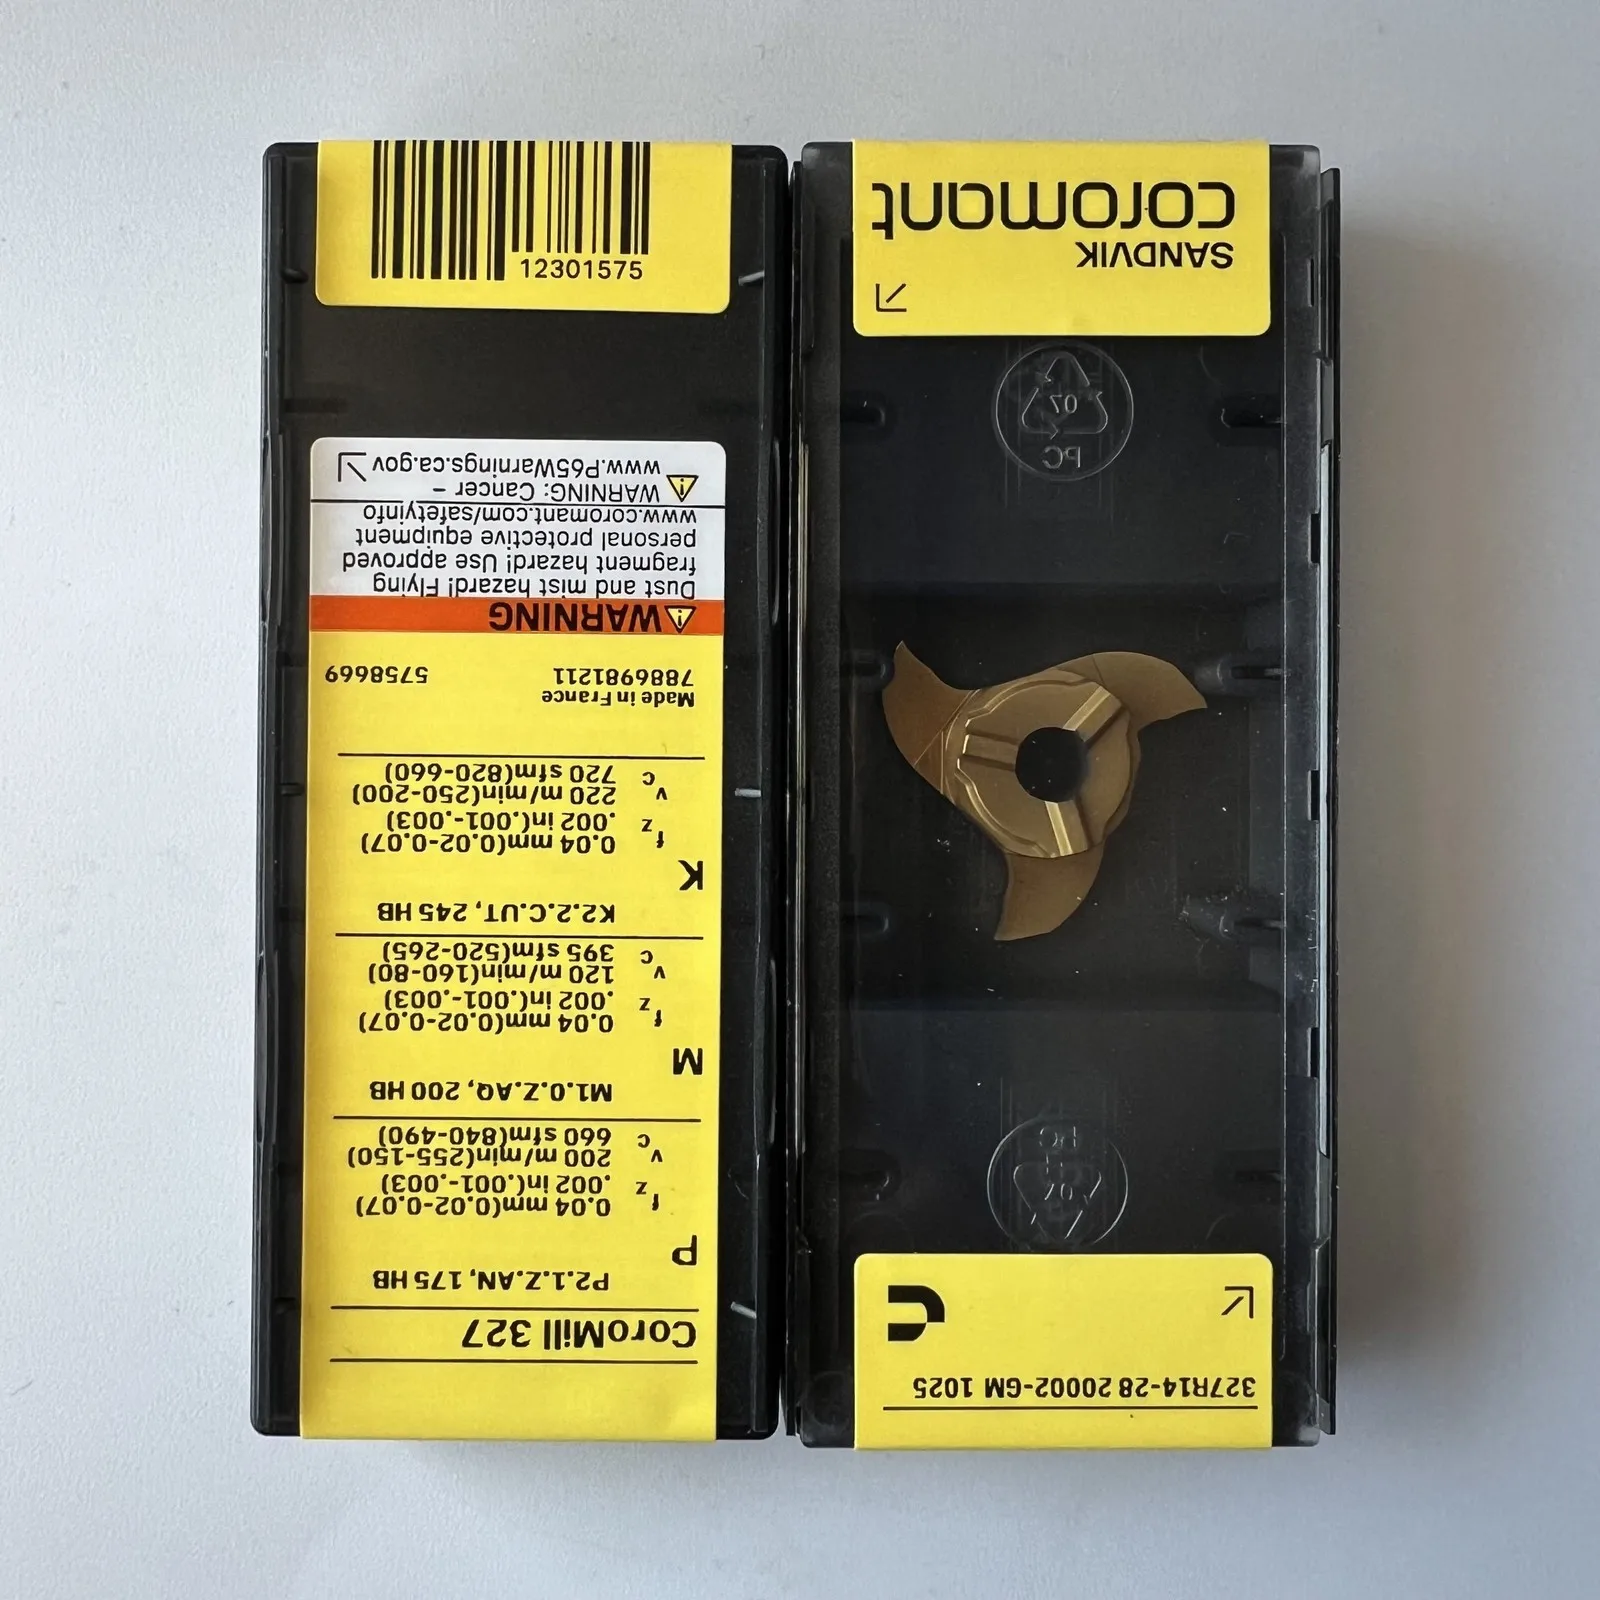 12301575
CoroMill 327
P2.1.Z.AN, 175 HB
P
f 0.04 mm(0.02-0.07)
z .002 in(.001-.003)
v 200 m/min(255-150)
c 660 sfm(840-490)
M1.0.Z.AQ, 200 HB
M
f 0.04 mm(0.02-0.07)
z .002 in(.001-.003)
v 120 m/min(160-80)
c 395 sfm(520-265)
K2.2.C.UT, 245 HB
K
f 0.04 mm(0.02-0.07)
z .002 in(.001-.003)
v 220 m/min(250-200)
c 720 sfm(820-660)
Made in France
7886981211 5758669
WARNING
Dust and mist hazard! Flying
fragment hazard! Use approved
personal protective equipment
www.coromant.com/safetyinfo
WARNING: Cancer –
www.P65Warnings.ca.gov
327R14-28 20002-GM 1025
07
PC
07
PC
SANDVIK
coromant